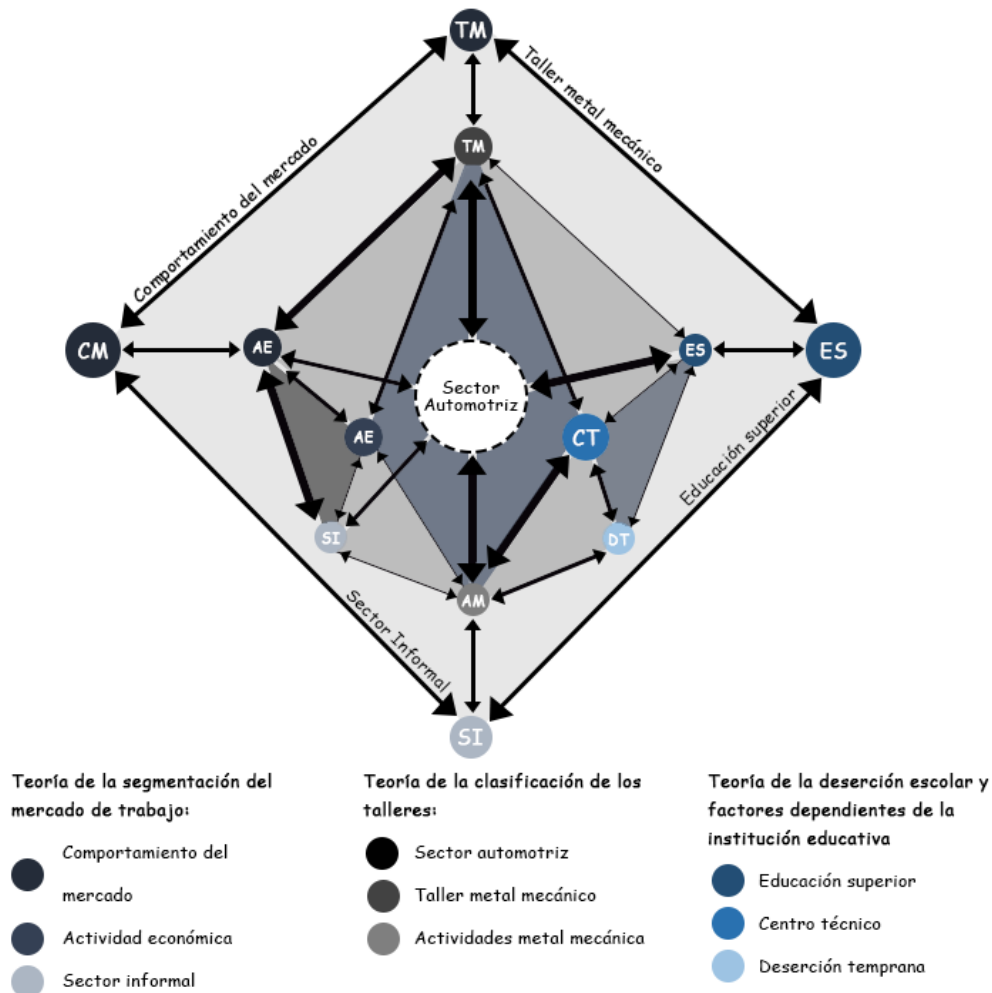 TM
Taller metal mecánico
Comportamiento del mercado
TM
CM
AE
ES
ES
Sector
Automotriz
AE
CT
SI
DT
AM
Educación superior
Sector Informal
SI
Teoría de la segmentación del
mercado de trabajo:
Comportamiento del
mercado
Actividad económica
Sector informal
Teoría de la clasificación de los
talleres:
Sector automotriz
Taller metal mecánico
Actividades metal mecánica
Teoría de la deserción escolar y
factores dependientes de la
institución educativa
Educación superior
Centro técnico
Deserción temprana